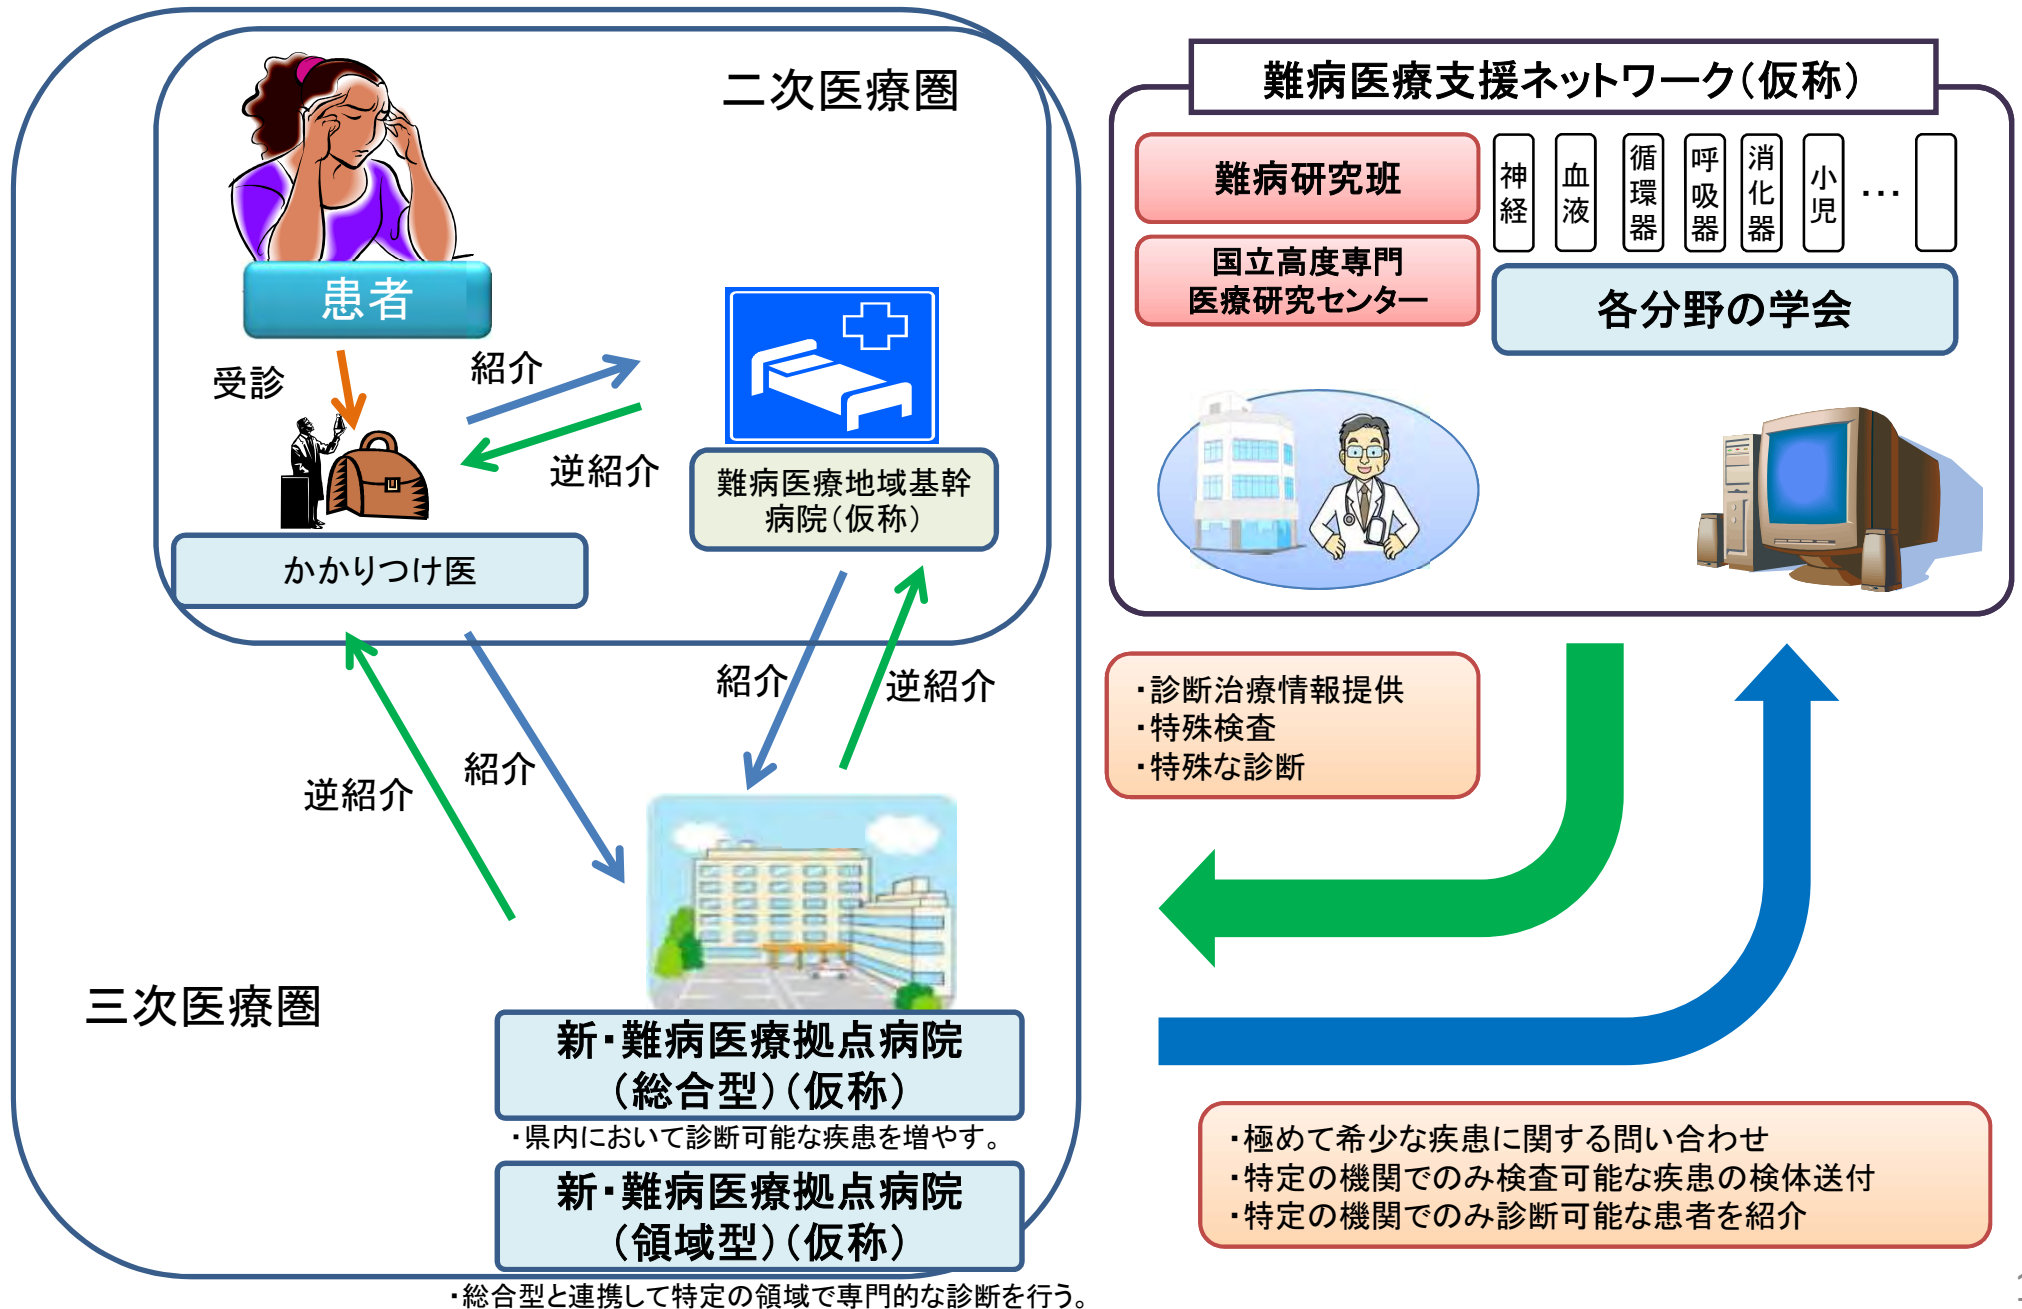 二次医療圏
患者
受診
紹介
逆紹介
難病医療地域基幹
病院（仮称）
かかりつけ医
紹介
逆紹介
紹介
逆紹介
三次医療圏
新・難病医療拠点病院
（総合型）（仮称）
・県内において診断可能な疾患を増やす。
新・難病医療拠点病院
（領域型）（仮称）
・総合型と連携して特定の領域で専門的な診断を行う。
難病医療支援ネットワーク（仮称）
難病研究班
国立高度専門
医療研究センター
神経
血液
循環器
呼吸器
消化器
小児
…
各分野の学会
・診断治療情報提供
・特殊検査
・特殊な診断
・極めて希少な疾患に関する問い合わせ
・特定の機関でのみ検査可能な疾患の検体送付
・特定の機関でのみ診断可能な患者を紹介